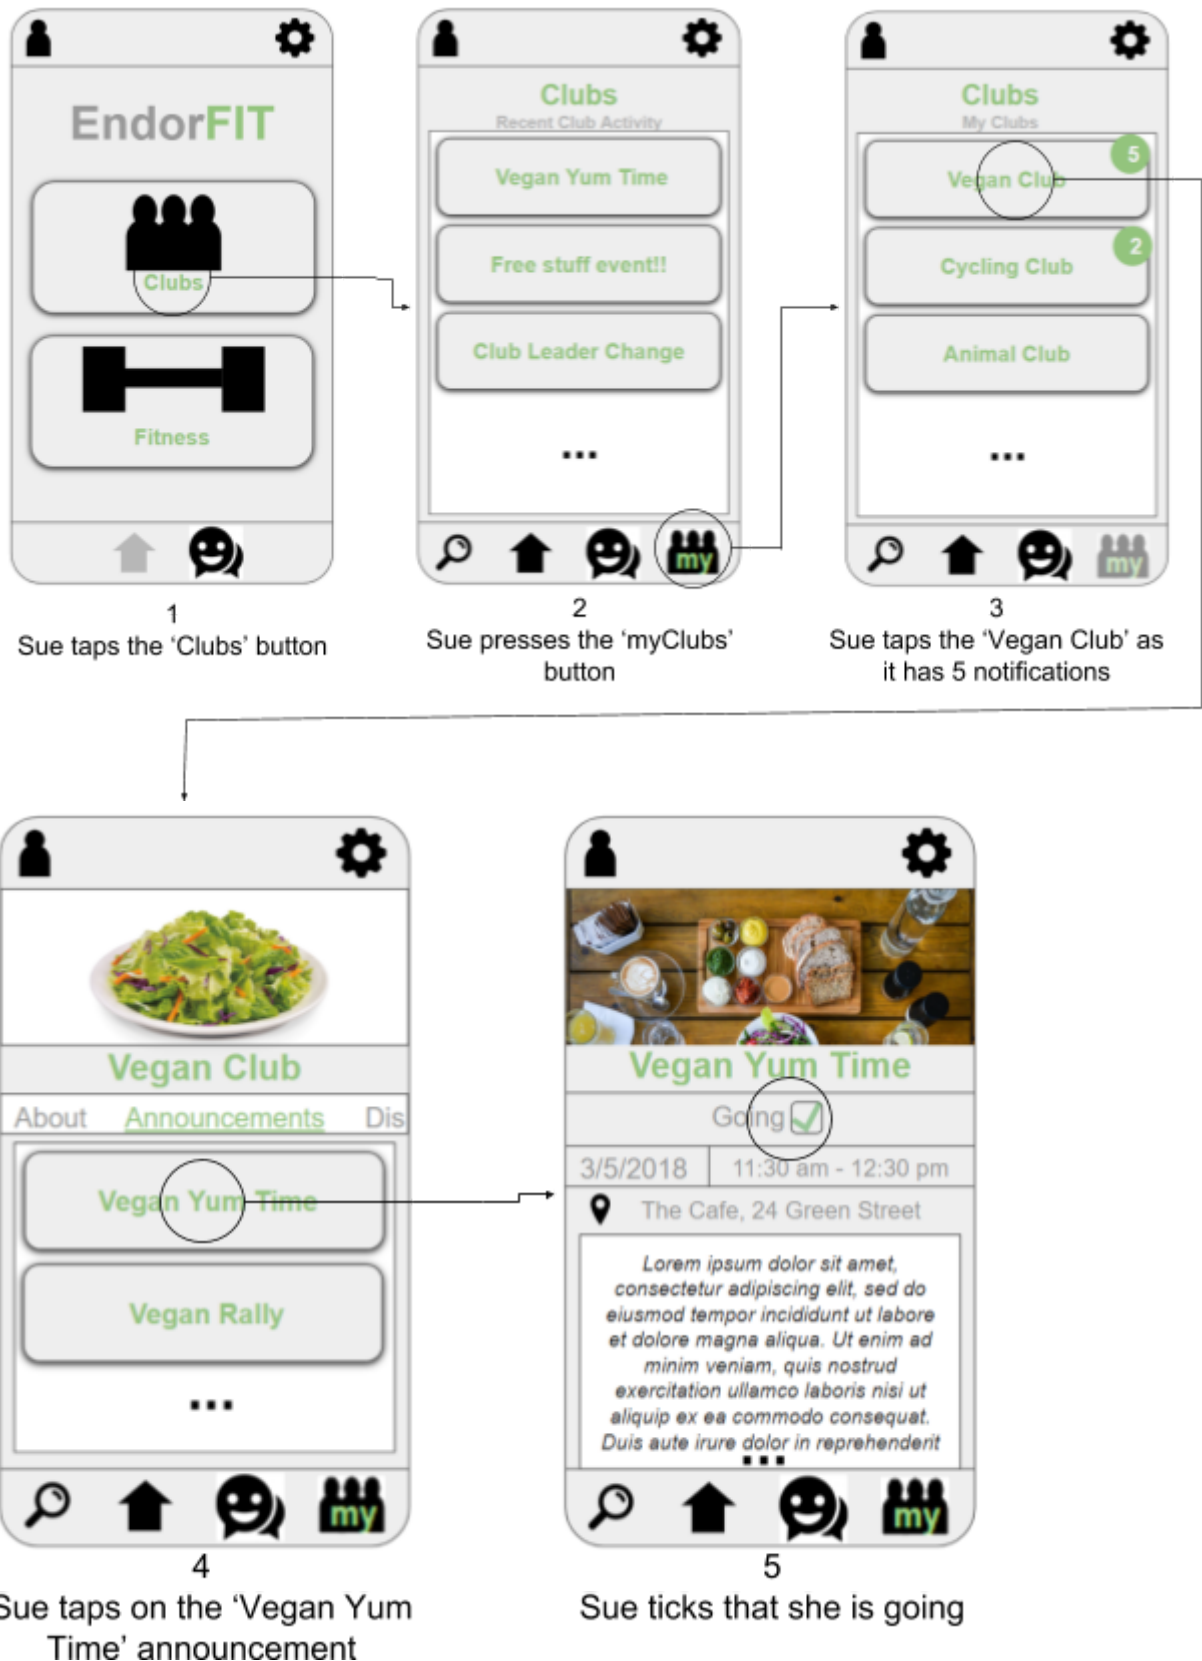 EndorFIT
Clubs
Fitness
1
Sue taps the ‘Clubs’ button
Clubs
Recent Club Activity
Vegan Yum Time
Free stuff event!!
Club Leader Change
...
my
2
Sue presses the ‘myClubs’
button
Clubs
My Clubs
5
Vegan Club
2
Cycling Club
Animal Club
...
my
3
Sue taps the ‘Vegan Club’ as
it has 5 notifications
Vegan Club
About Announcements Dis
Vegan Yum Time
Vegan Rally
...
my
4
Sue taps on the ‘Vegan Yum
Time’ announcement
Vegan Yum Time
Going
3/5/2018 11:30 am - 12:30 pm
The Cafe, 24 Green Street
Lorem ipsum dolor sit amet,
consectetur adipiscing elit, sed do
eiusmod tempor incididunt ut labore
et dolore magna aliqua. Ut enim ad
minim veniam, quis nostrud
exercitation ullamco laboris nisi ut
aliquip ex ea commodo consequat.
Duis aute irure dolor in reprehenderit
...
my
5
Sue ticks that she is going